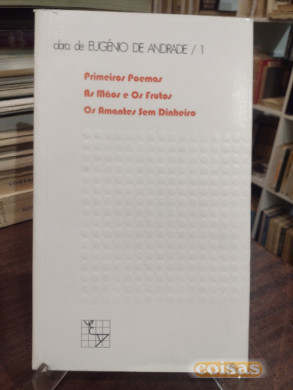 obra de EUGÉNIO DE ANDRADE / 1
Primeiros Poemas
As Mãos e Os Frutos
Os Amantes Sem Dinheiro
coisas